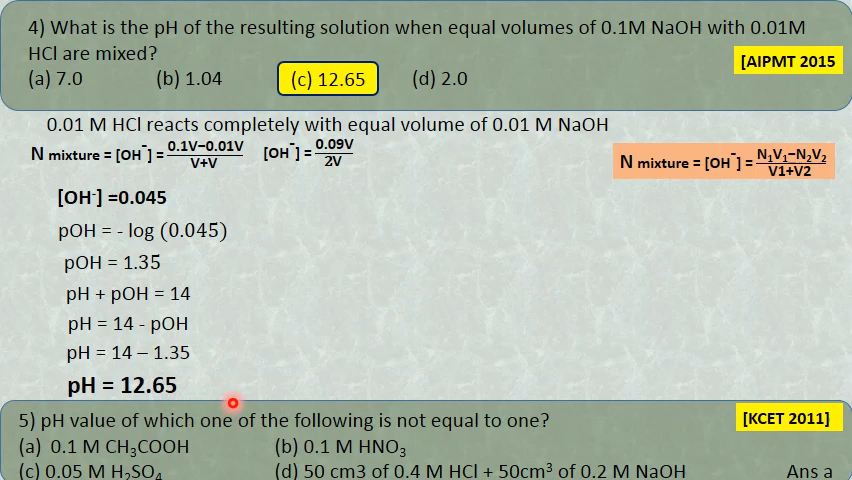 4) What is the pH of the resulting solution when equal volumes of 0.1M NaOH with 0.01M
HCl are mixed?
[AIPMT 2015
(a) 7.0 (b) 1.04 (c) 12.65 (d) 2.0
0.01 M HCl reacts completely with equal volume of 0.01 M NaOH
N mixture = [OH⁻] = 0.1V−0.01V / V+V [OH⁻] = 0.09V / 2V
N mixture = [OH⁻] = N₁V₁−N₂V₂ / V1+V2
[OH⁻] =0.045
pOH = - log (0.045)
pOH = 1.35
pH + pOH = 14
pH = 14 - pOH
pH = 14 – 1.35
pH = 12.65
5) pH value of which one of the following is not equal to one?
[KCET 2011]
(a) 0.1 M CH₃COOH (b) 0.1 M HNO₃
(c) 0.05 M H₂SO₄ (d) 50 cm3 of 0.4 M HCl + 50cm³ of 0.2 M NaOH Ans a